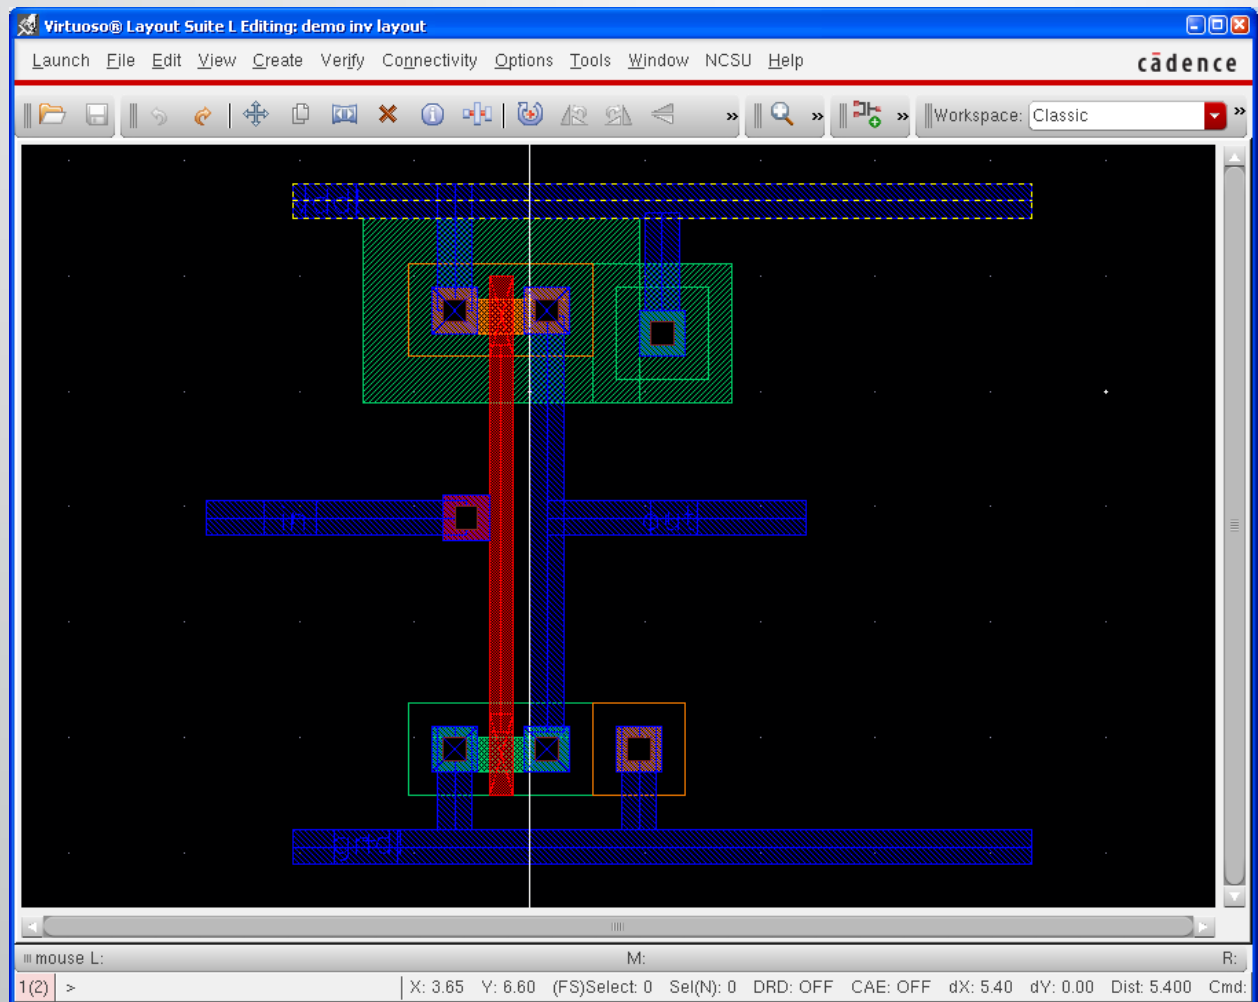 Virtuoso® Layout Suite L Editing: demo inv layout
Launch File Edit View Create Verify Connectivity Options Tools Window NCSU Help cādence
» » » Workspace: Classic »
vdd!
in out
gnd!
mouse L: M: R:
1(2) > X: 3.65 Y: 6.60 (FS)Select: 0 Sel(N): 0 DRD: OFF CAE: OFF dX: 5.40 dY: 0.00 Dist: 5.400 Cmd: